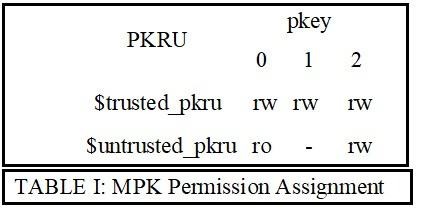 PKRU pkey
0 1 2
$trusted_pkru rw rw rw
$untrusted_pkru ro - rw
TABLE I: MPK Permission Assignment